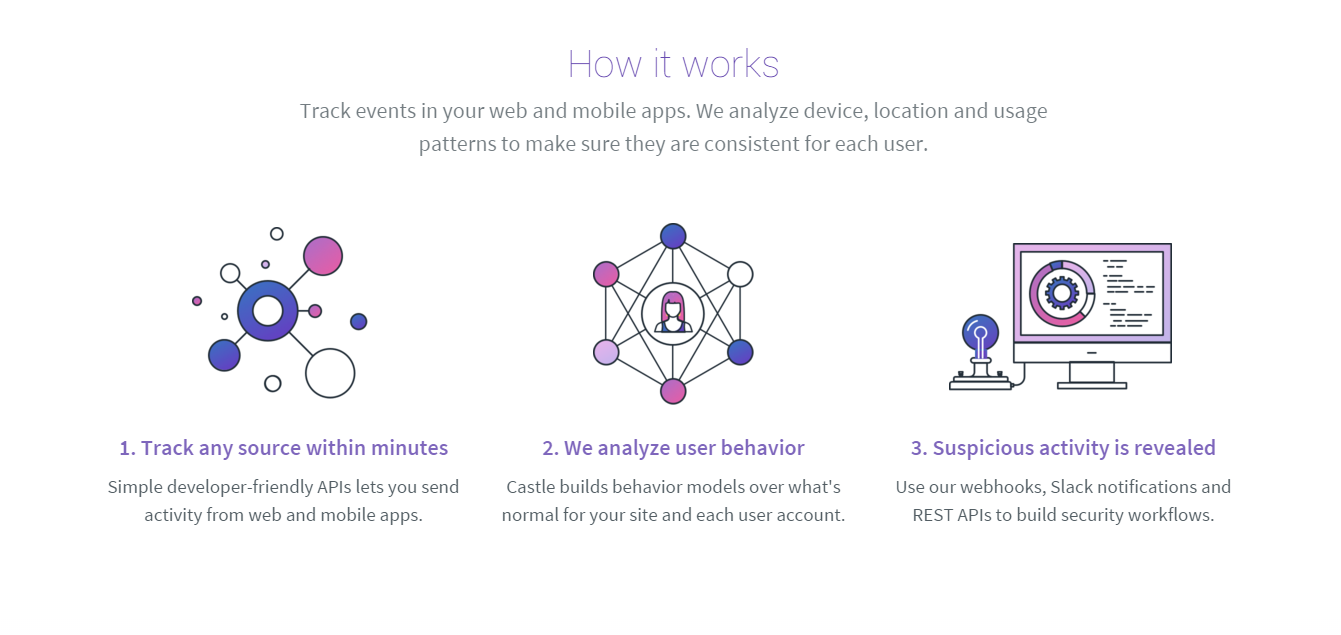 How it works
Track events in your web and mobile apps. We analyze device, location and usage
patterns to make sure they are consistent for each user.
1. Track any source within minutes
Simple developer-friendly APIs lets you send
activity from web and mobile apps.
2. We analyze user behavior
Castle builds behavior models over what's
normal for your site and each user account.
3. Suspicious activity is revealed
Use our webhooks, Slack notifications and
REST APIs to build security workflows.